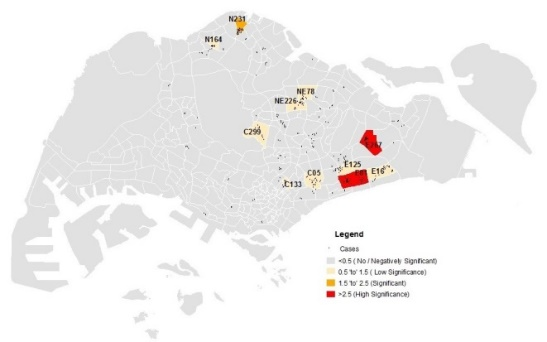 N231
N164
NE78
NE226
C299
E125
E16
C05
C133
Legend
Cases
<0.5 ( No / Negatively Significant)
0.5 'to' 1.5 ( Low Significance)
1.5 'to' 2.5 (Significant)
>2.5 (High Significance)